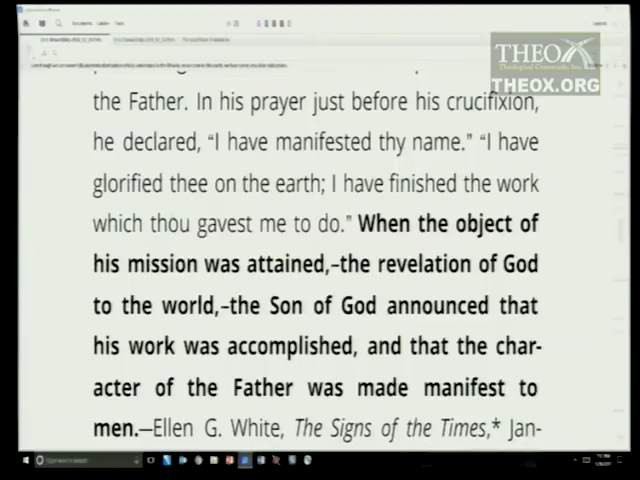 THEOX
THEOX.ORG
the Father. In his prayer just before his crucifixion,
he declared, “I have manifested thy name.” “I have
glorified thee on the earth; I have finished the work
which thou gavest me to do.” When the object of
his mission was attained,–the revelation of God
to the world,–the Son of God announced that
his work was accomplished, and that the char-
acter of the Father was made manifest to
men.—Ellen G. White, The Signs of the Times,* Jan-